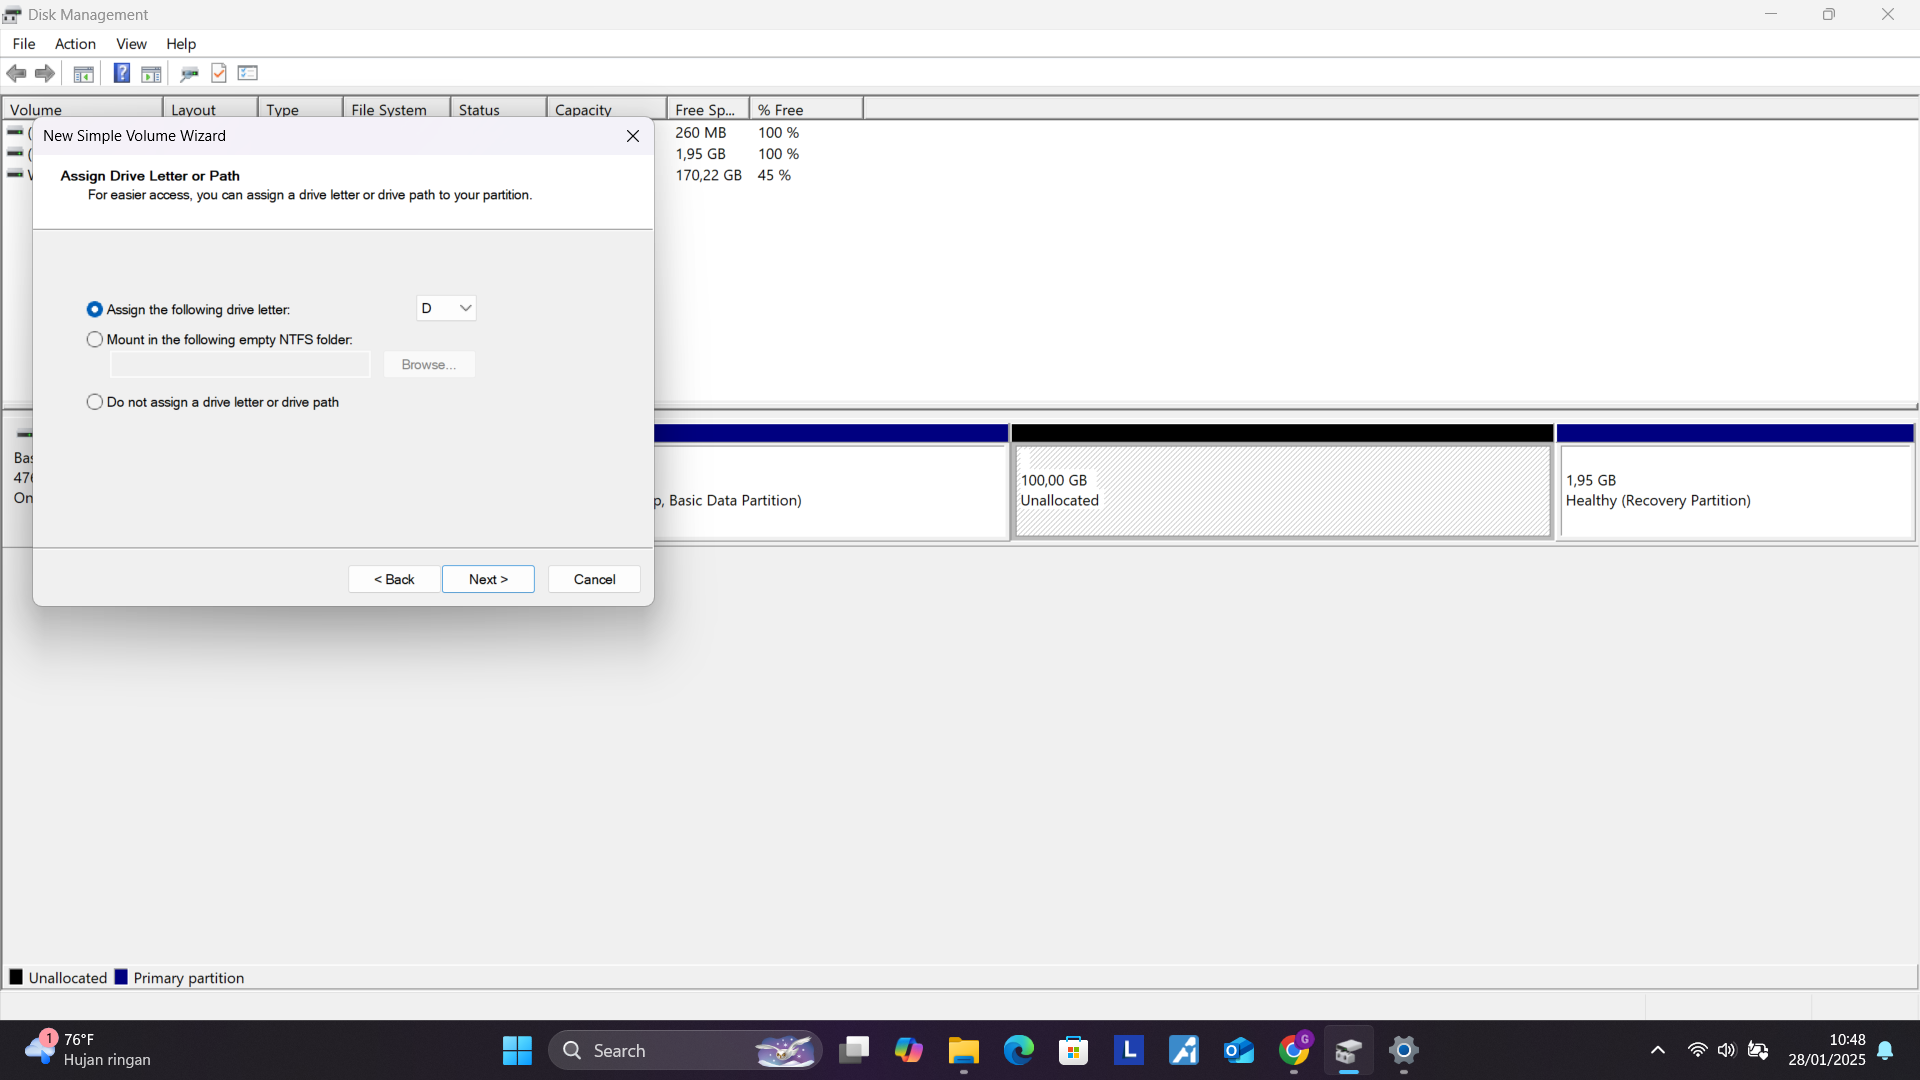 Disk Management
File Action View Help
Volume Layout Type File System Status Capacity Free Sp... % Free
260 MB 100 %
1,95 GB 100 %
170,22 GB 45 %
New Simple Volume Wizard
Assign Drive Letter or Path
For easier access, you can assign a drive letter or drive path to your partition.
Assign the following drive letter: D
Mount in the following empty NTFS folder:
Browse...
Do not assign a drive letter or drive path
< Back Next > Cancel
Bas
476
On
p, Basic Data Partition)
100,00 GB
Unallocated
1,95 GB
Healthy (Recovery Partition)
Unallocated Primary partition
1
76°F
Hujan ringan
Search
L
G
10:48
28/01/2025